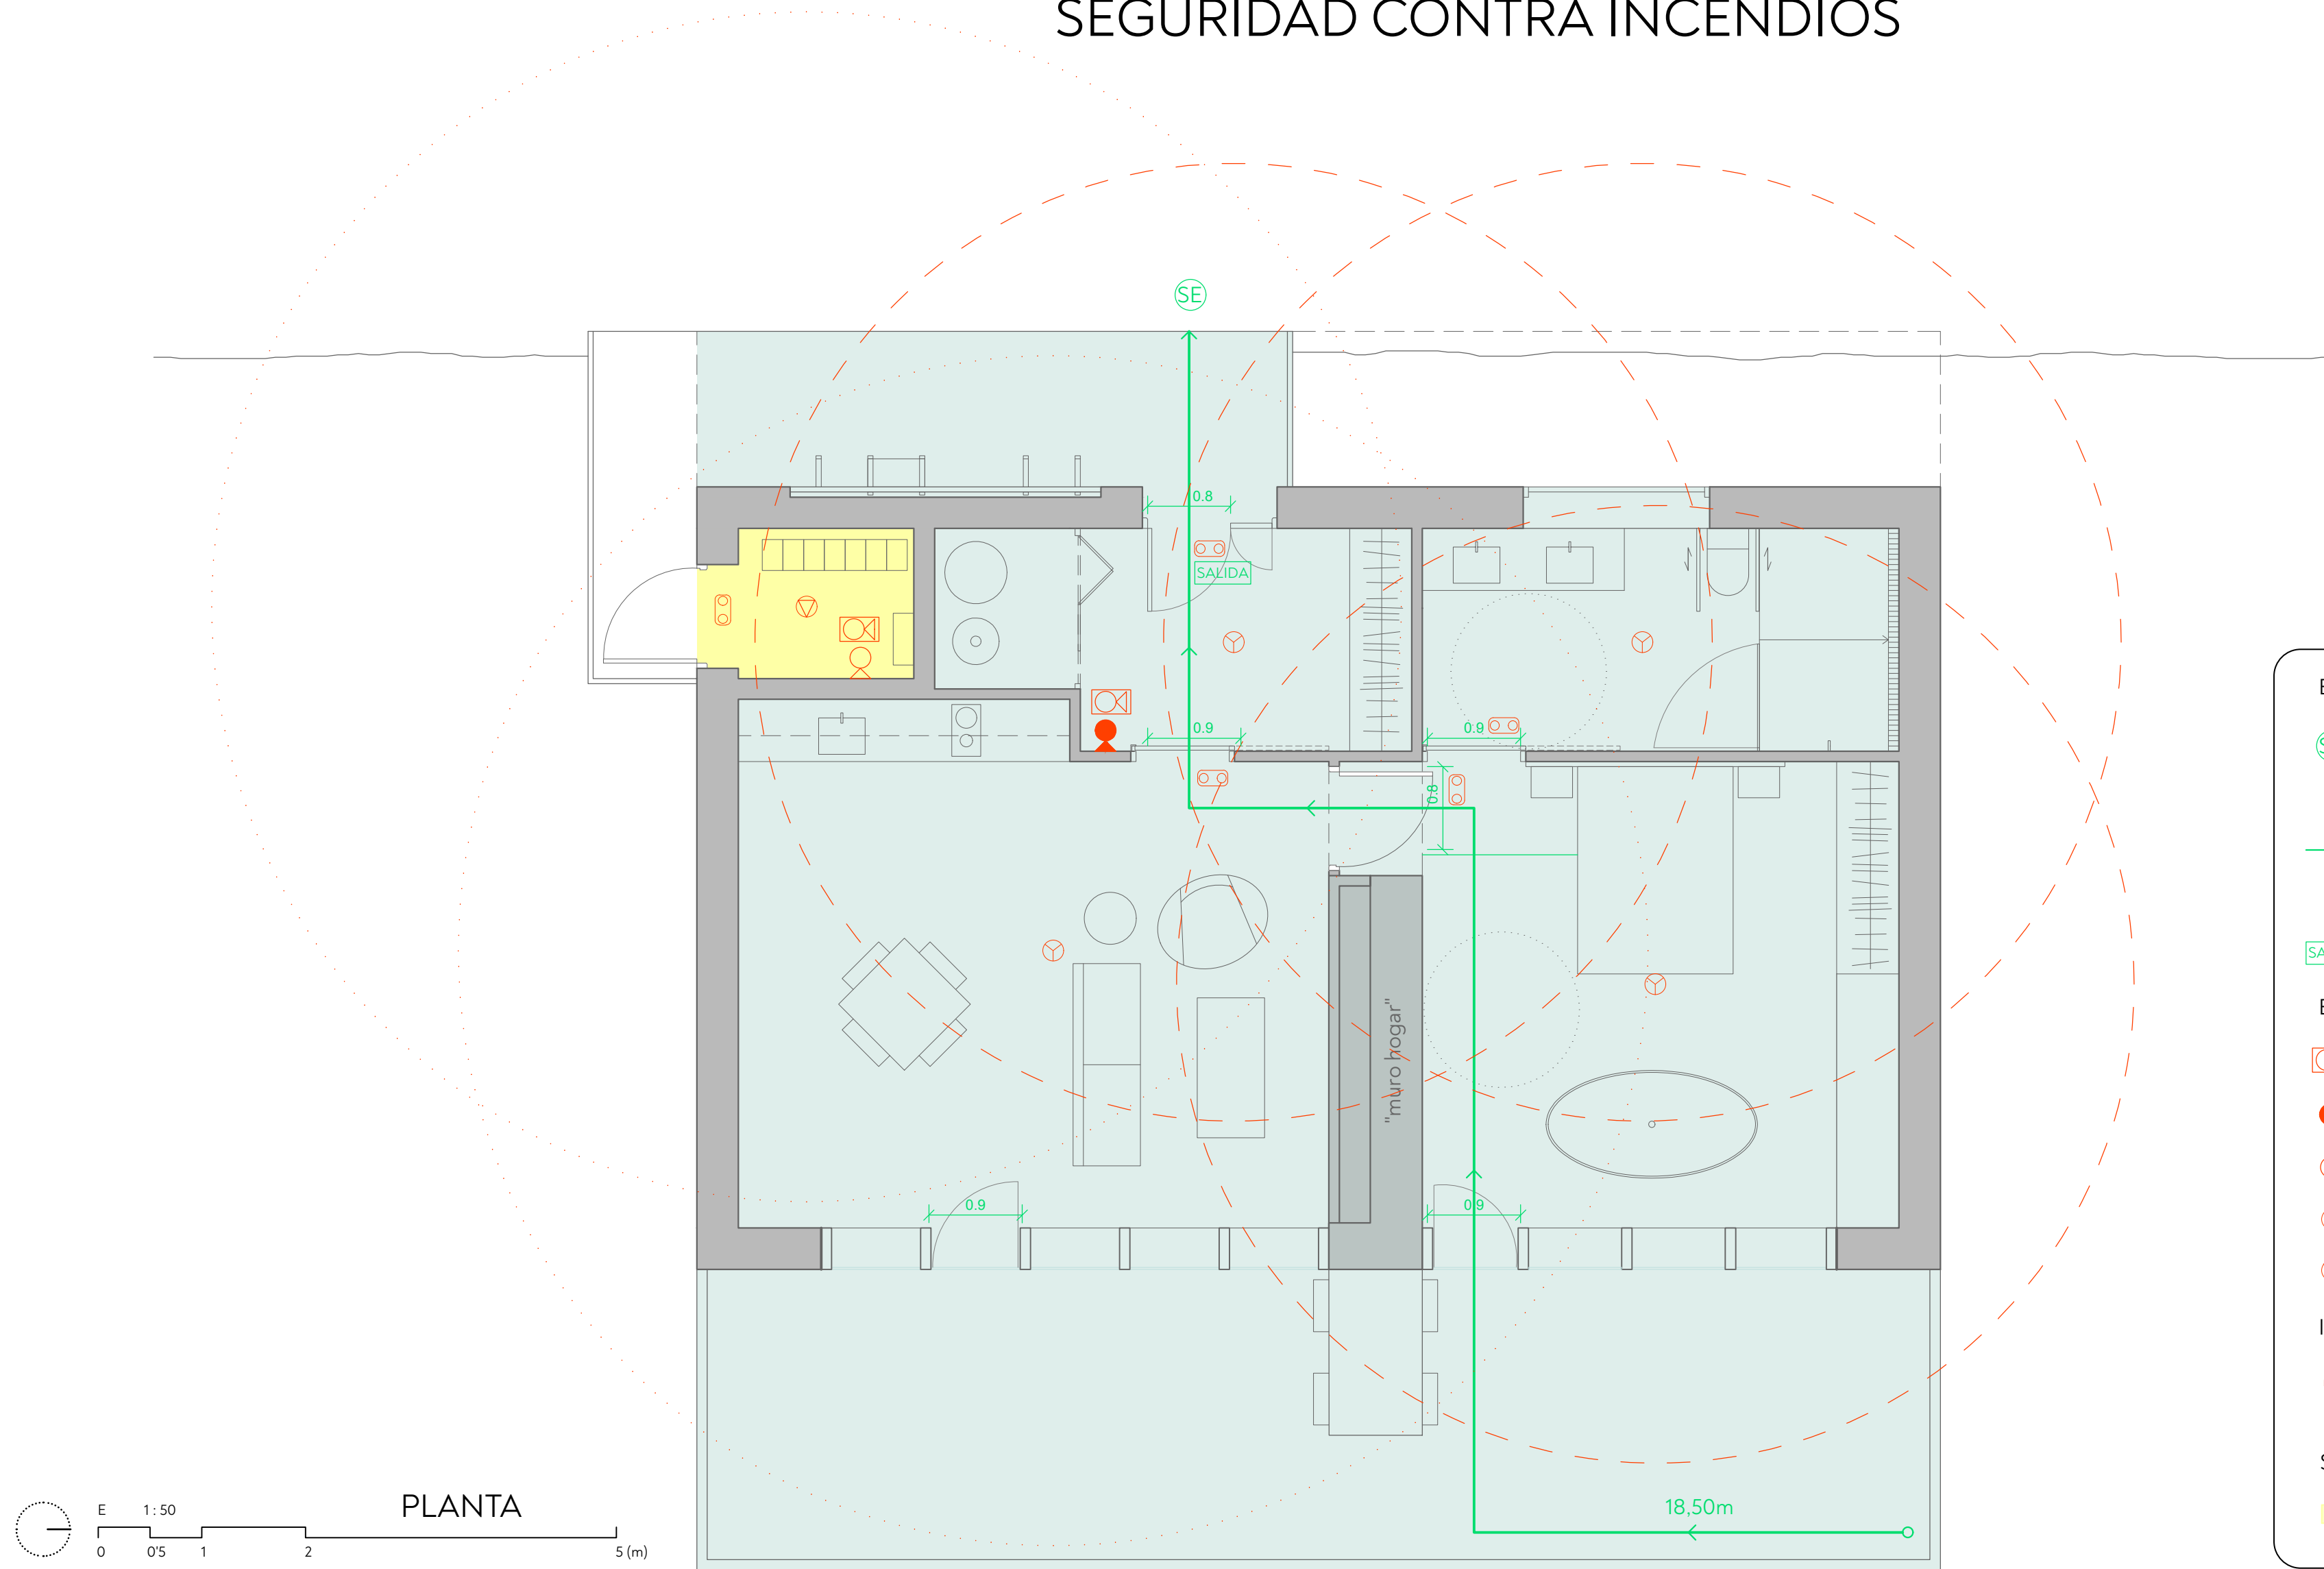 SEGURIDAD CONTRA INCENDIOS
SE
0.8
SALIDA
0.9
0.9
0.8
"muro hogar"
0.9
0.9
18,50m
E 1 : 50
PLANTA
0 0'5 1 2 5 (m)